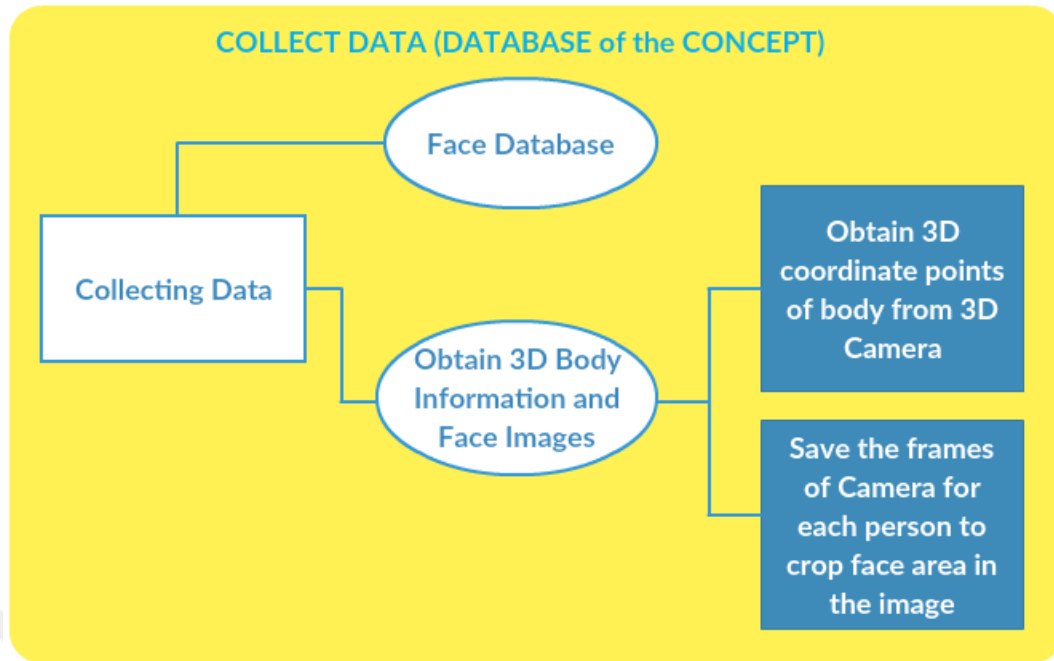 COLLECT DATA (DATABASE of the CONCEPT)
Face Database
Collecting Data
Obtain 3D Body
Information and
Face Images
Obtain 3D
coordinate points
of body from 3D
Camera
Save the frames
of Camera for
each person to
crop face area in
the image